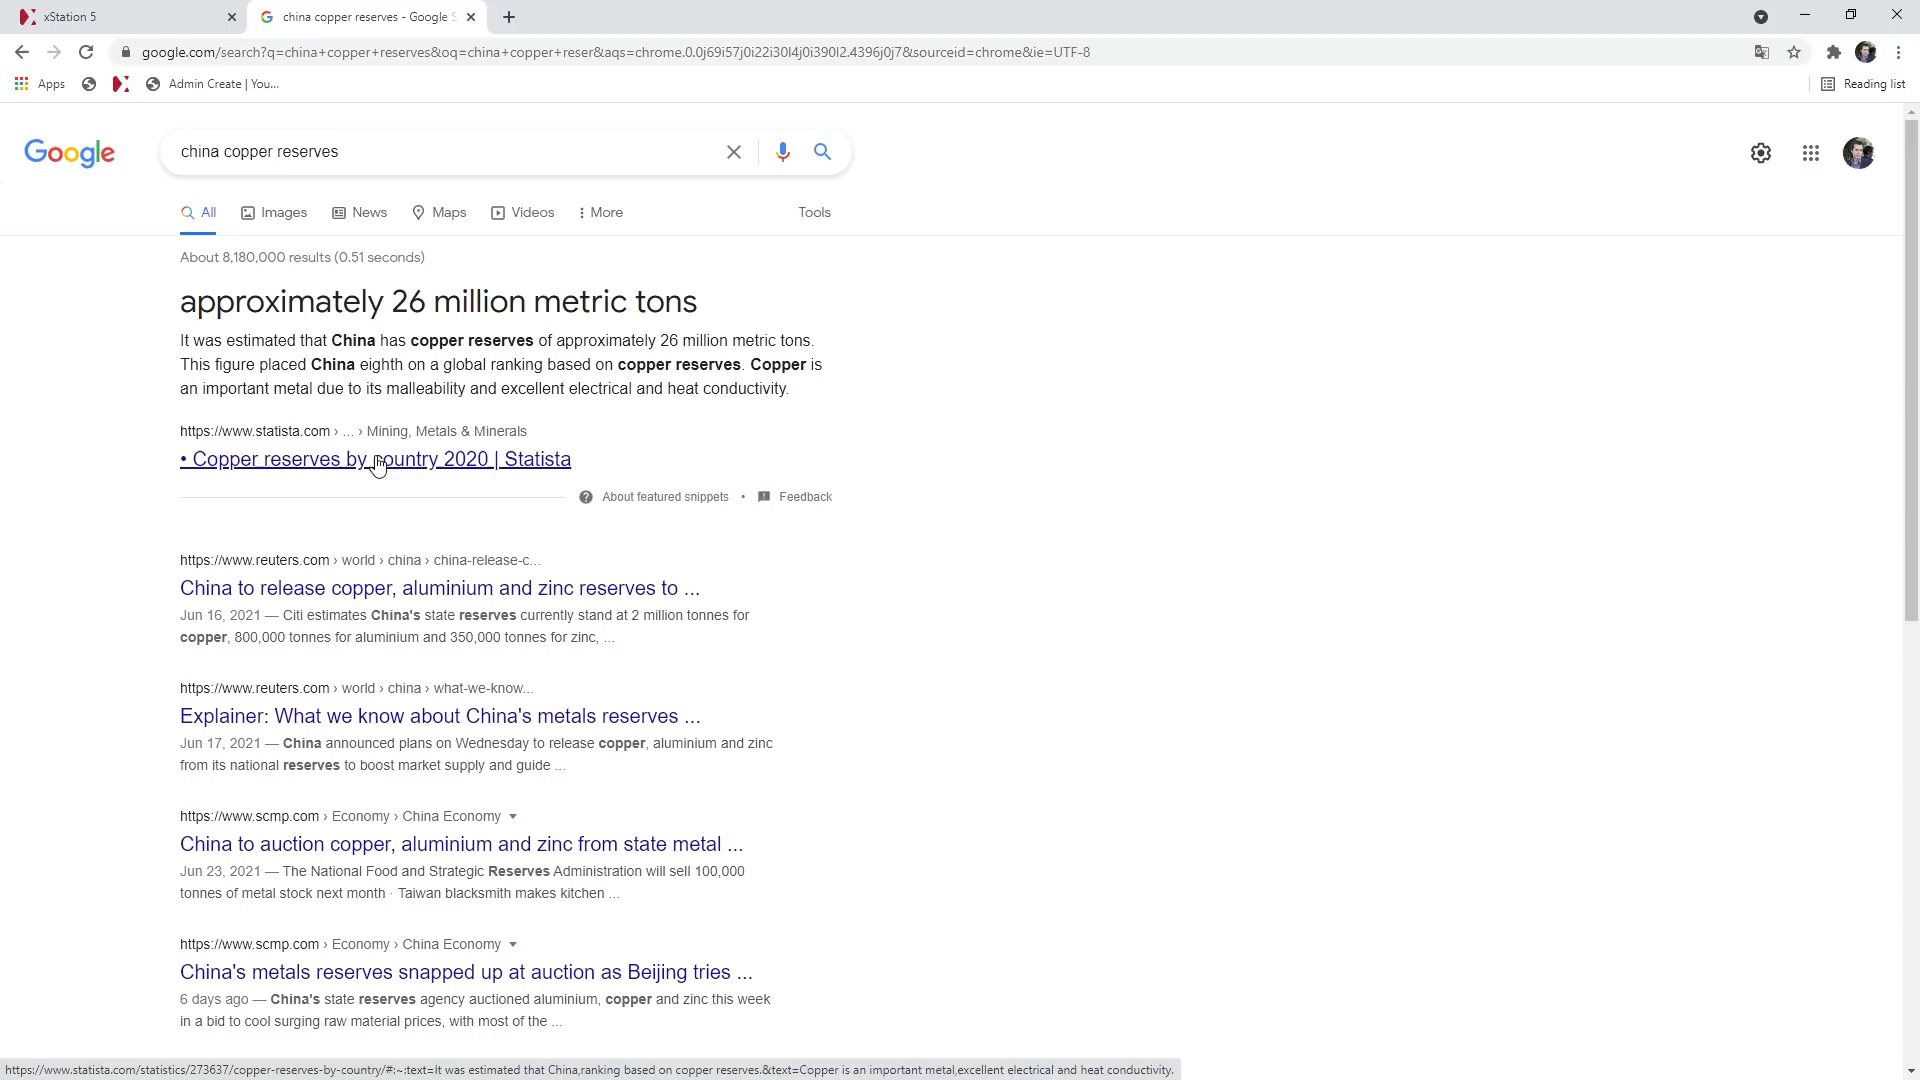 xStation 5
china copper reserves - Google S
google.com/search?q=china+copper+reserves&oq=china+copper+reser&aqs=chrome.0.0j69i57j0i22i30l4j0i390l2.4396j0j7&sourceid=chrome&ie=UTF-8
Apps
Admin Create | You...
Reading list
Google
china copper reserves
All
Images
News
Maps
Videos
More
Tools
About 8,180,000 results (0.51 seconds)
approximately 26 million metric tons
It was estimated that China has copper reserves of approximately 26 million metric tons.
This figure placed China eighth on a global ranking based on copper reserves. Copper is
an important metal due to its malleability and excellent electrical and heat conductivity.
https://www.statista.com › ... › Mining, Metals & Minerals
• Copper reserves by country 2020 | Statista
About featured snippets • Feedback
https://www.reuters.com › world › china › china-release-c...
China to release copper, aluminium and zinc reserves to ...
Jun 16, 2021 — Citi estimates China's state reserves currently stand at 2 million tonnes for
copper, 800,000 tonnes for aluminium and 350,000 tonnes for zinc, ...
https://www.reuters.com › world › china › what-we-know...
Explainer: What we know about China's metals reserves ...
Jun 17, 2021 — China announced plans on Wednesday to release copper, aluminium and zinc
from its national reserves to boost market supply and guide ...
https://www.scmp.com › Economy › China Economy
China to auction copper, aluminium and zinc from state metal ...
Jun 23, 2021 — The National Food and Strategic Reserves Administration will sell 100,000
tonnes of metal stock next month · Taiwan blacksmith makes kitchen ...
https://www.scmp.com › Economy › China Economy
China's metals reserves snapped up at auction as Beijing tries ...
6 days ago — China's state reserves agency auctioned aluminium, copper and zinc this week
in a bid to cool surging raw material prices, with most of the ...
https://www.statista.com/statistics/273637/copper-reserves-by-country/#:~:text=It was estimated that China,ranking based on copper reserves.&text=Copper is an important metal,excellent electrical and heat conductivity.